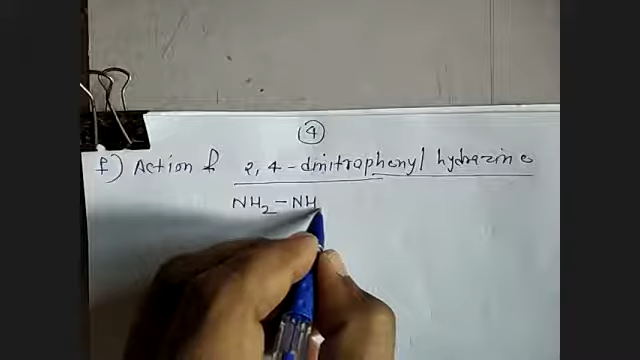 4
f) Action of 2,4-dinitrophenyl hydrazine
NH2-NH